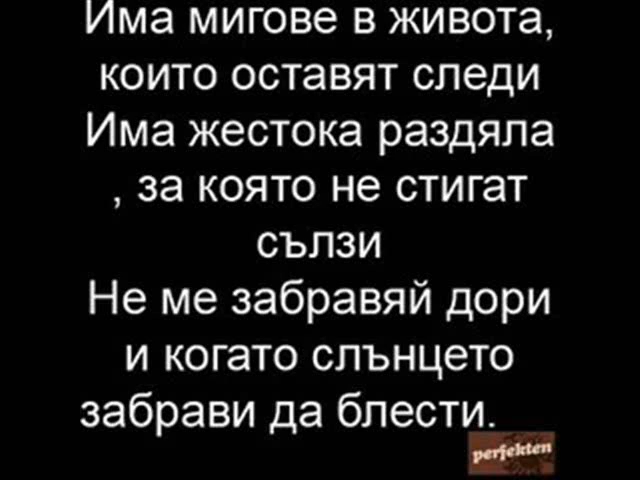 Има мигове в живота,
които оставят следи
Има жестока раздяла
, за която не стигат
сълзи
Не ме забравяй дори
и когато слънцето
забрави да блести.
perfekten